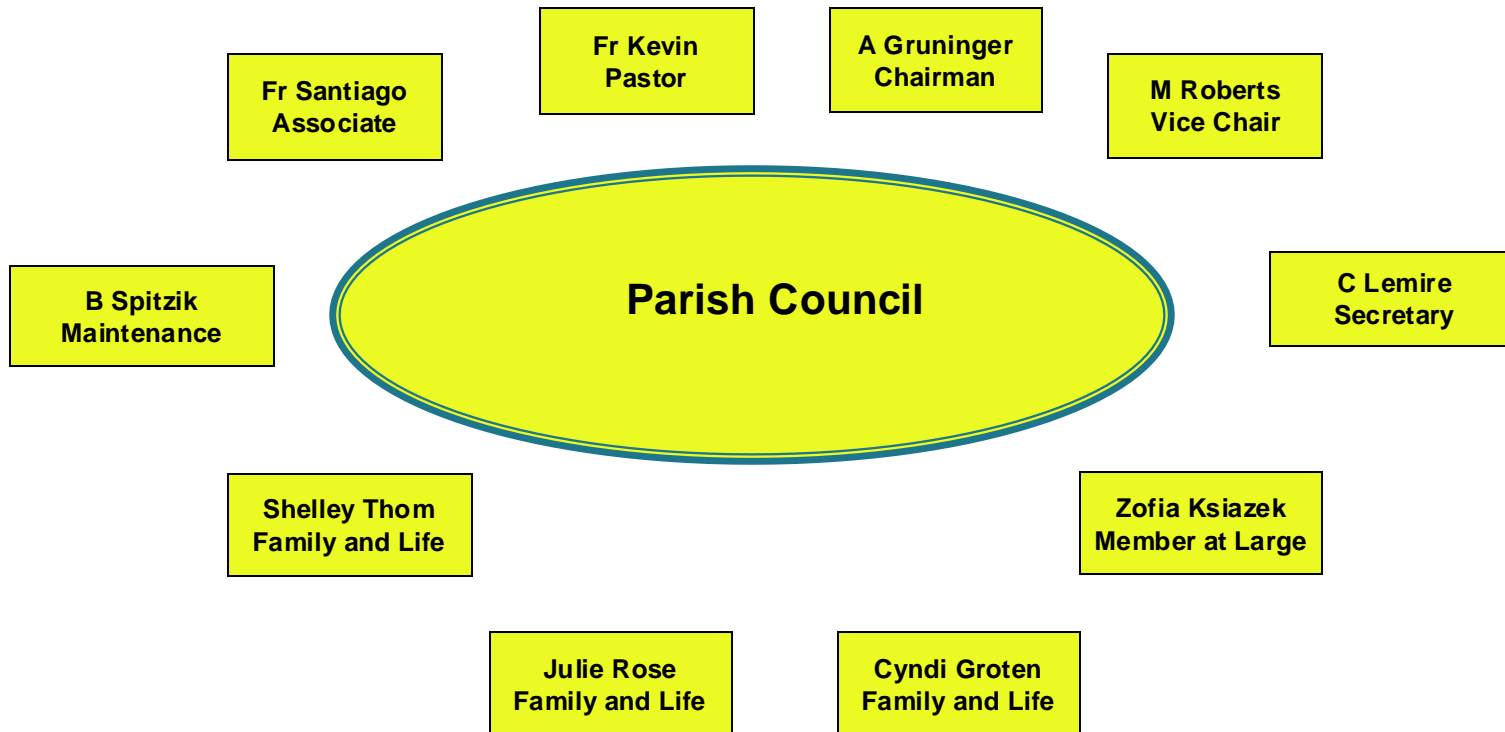 Fr Kevin
Pastor
A Gruninger
Chairman
Fr Santiago
Associate
M Roberts
Vice Chair
B Spitzik
Maintenance
Parish Council
C Lemire
Secretary
Shelley Thom
Family and Life
Zofia Ksiazek
Member at Large
Julie Rose
Family and Life
Cyndi Groten
Family and Life